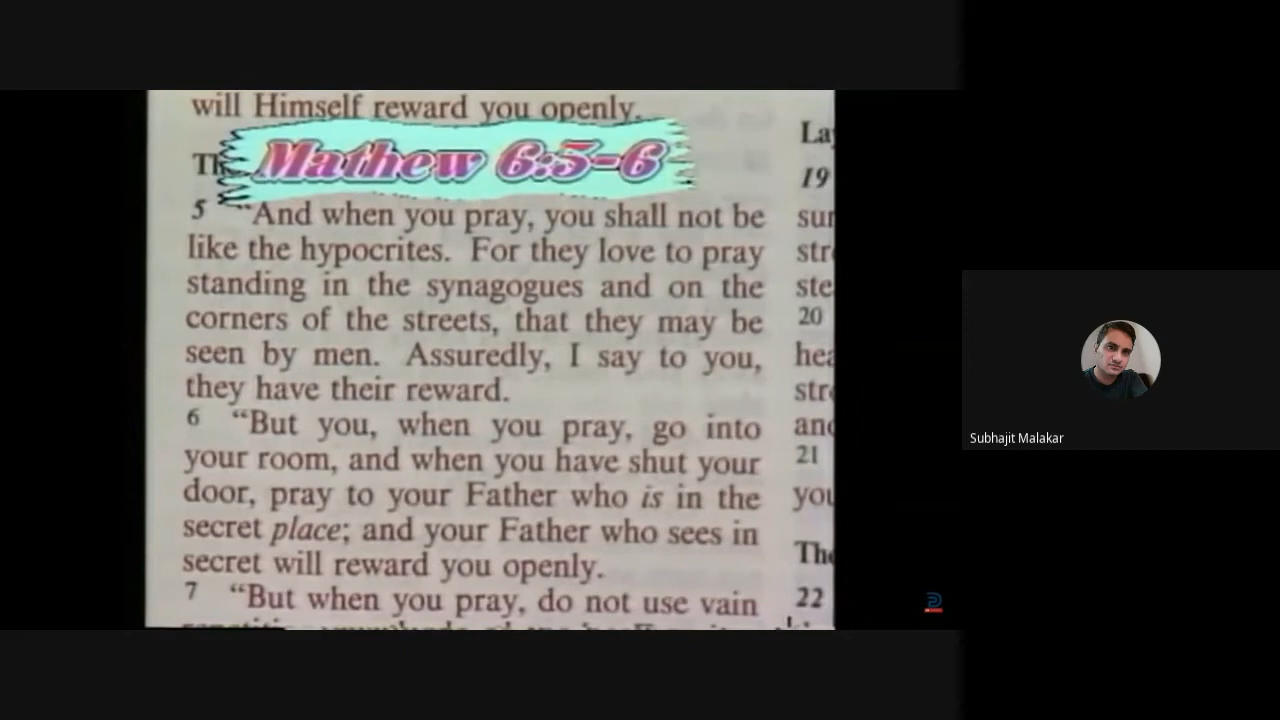 will Himself reward you openly.
Mathew 6:5-6
5 "And when you pray, you shall not be
like the hypocrites. For they love to pray
standing in the synagogues and on the
corners of the streets, that they may be
seen by men. Assuredly, I say to you,
they have their reward.
6 "But you, when you pray, go into
your room, and when you have shut your
door, pray to your Father who is in the
secret place; and your Father who sees in
secret will reward you openly.
7 "But when you pray, do not use vain
19
20
21
22
Subhajit Malakar